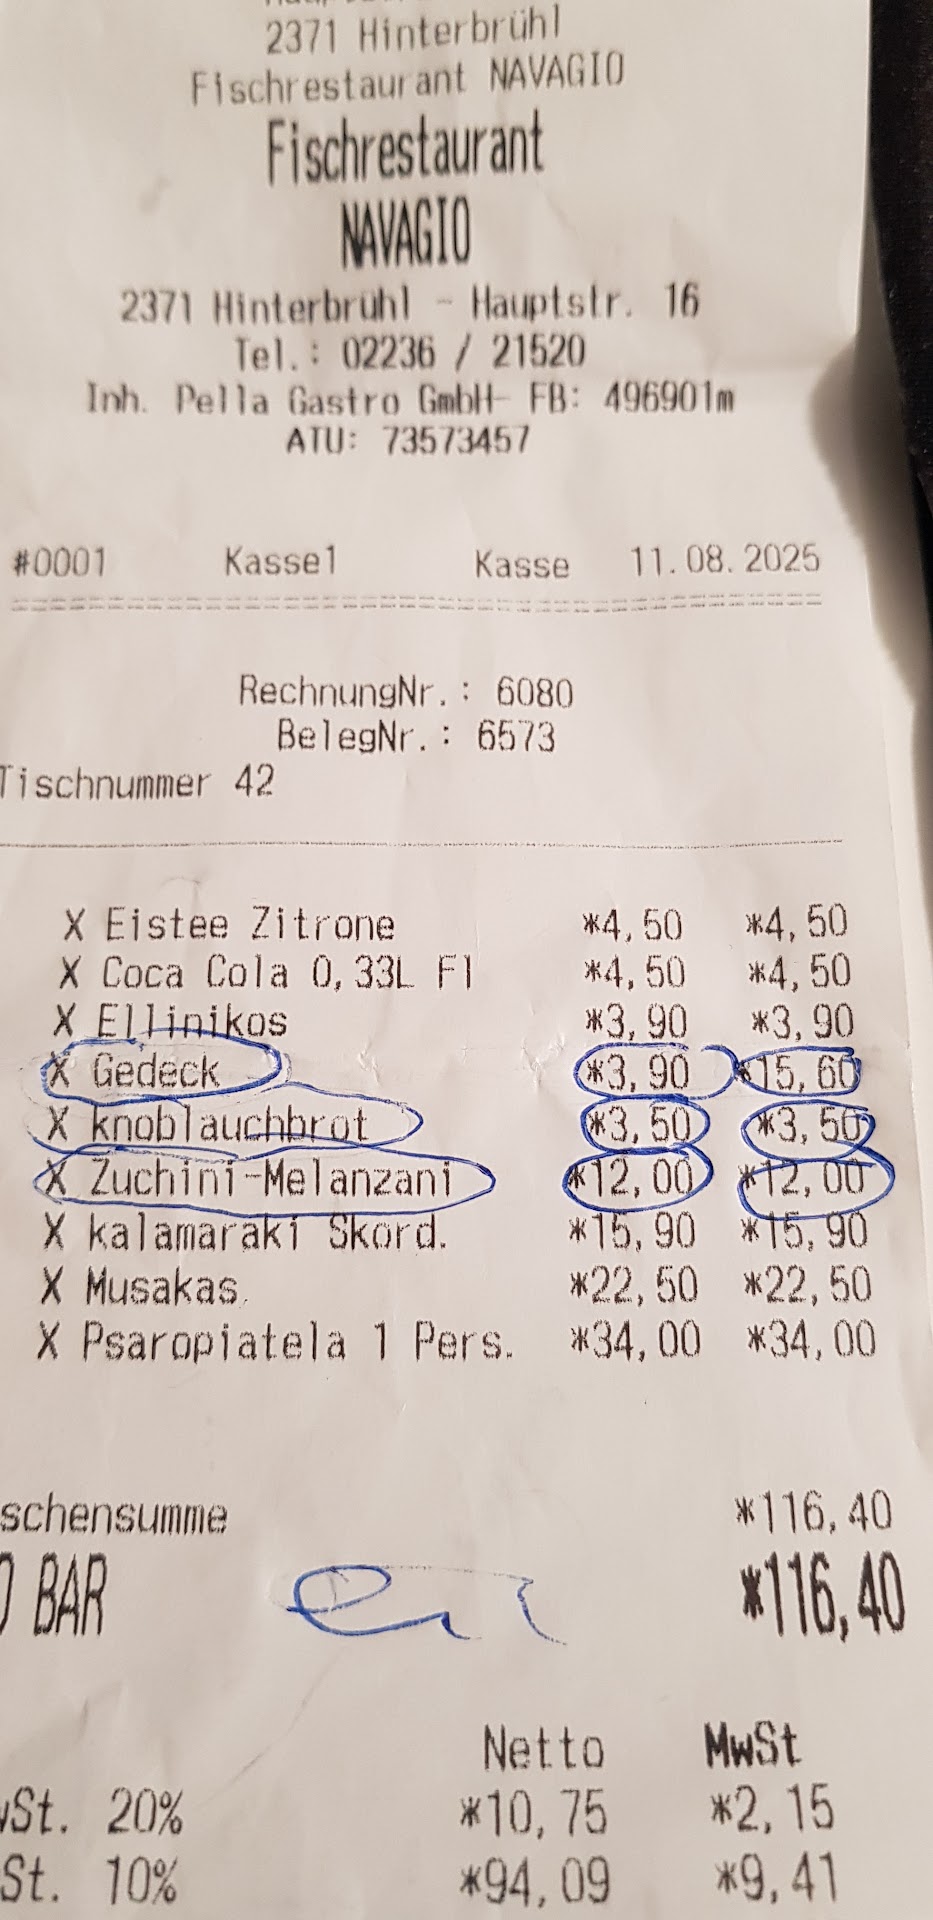 2371 Hinterbrühl
Fischrestaurant NAVAGIO
Fischrestaurant
NAVAGIO
2371 Hinterbrühl - Hauptstr. 16
Tel.: 02236 / 21520
Inh. Pella Gastro GmbH- FB: 496901m
ATU: 73573457
#0001 Kasse1 Kasse 11.08.2025
RechnungNr.: 6080
BelegNr.: 6573
Tischnummer 42
X Eistee Zitrone *4,50 *4,50
X Coca Cola 0,33L Fl *4,50 *4,50
X Ellinikos *3,90 *3,90
X Gedeck *3,90 *15,60
X knoblauchbrot *3,50 *3,50
X Zuchini-Melanzani *12,00 *12,00
X kalamaraki Skord. *15,90 *15,90
X Musakas *22,50 *22,50
X Psaropiatela 1 Pers. *34,00 *34,00
schensumme *116,40
BAR *116,40
Netto MwSt
St. 20% *10,75 *2,15
St. 10% *94,09 *9,41